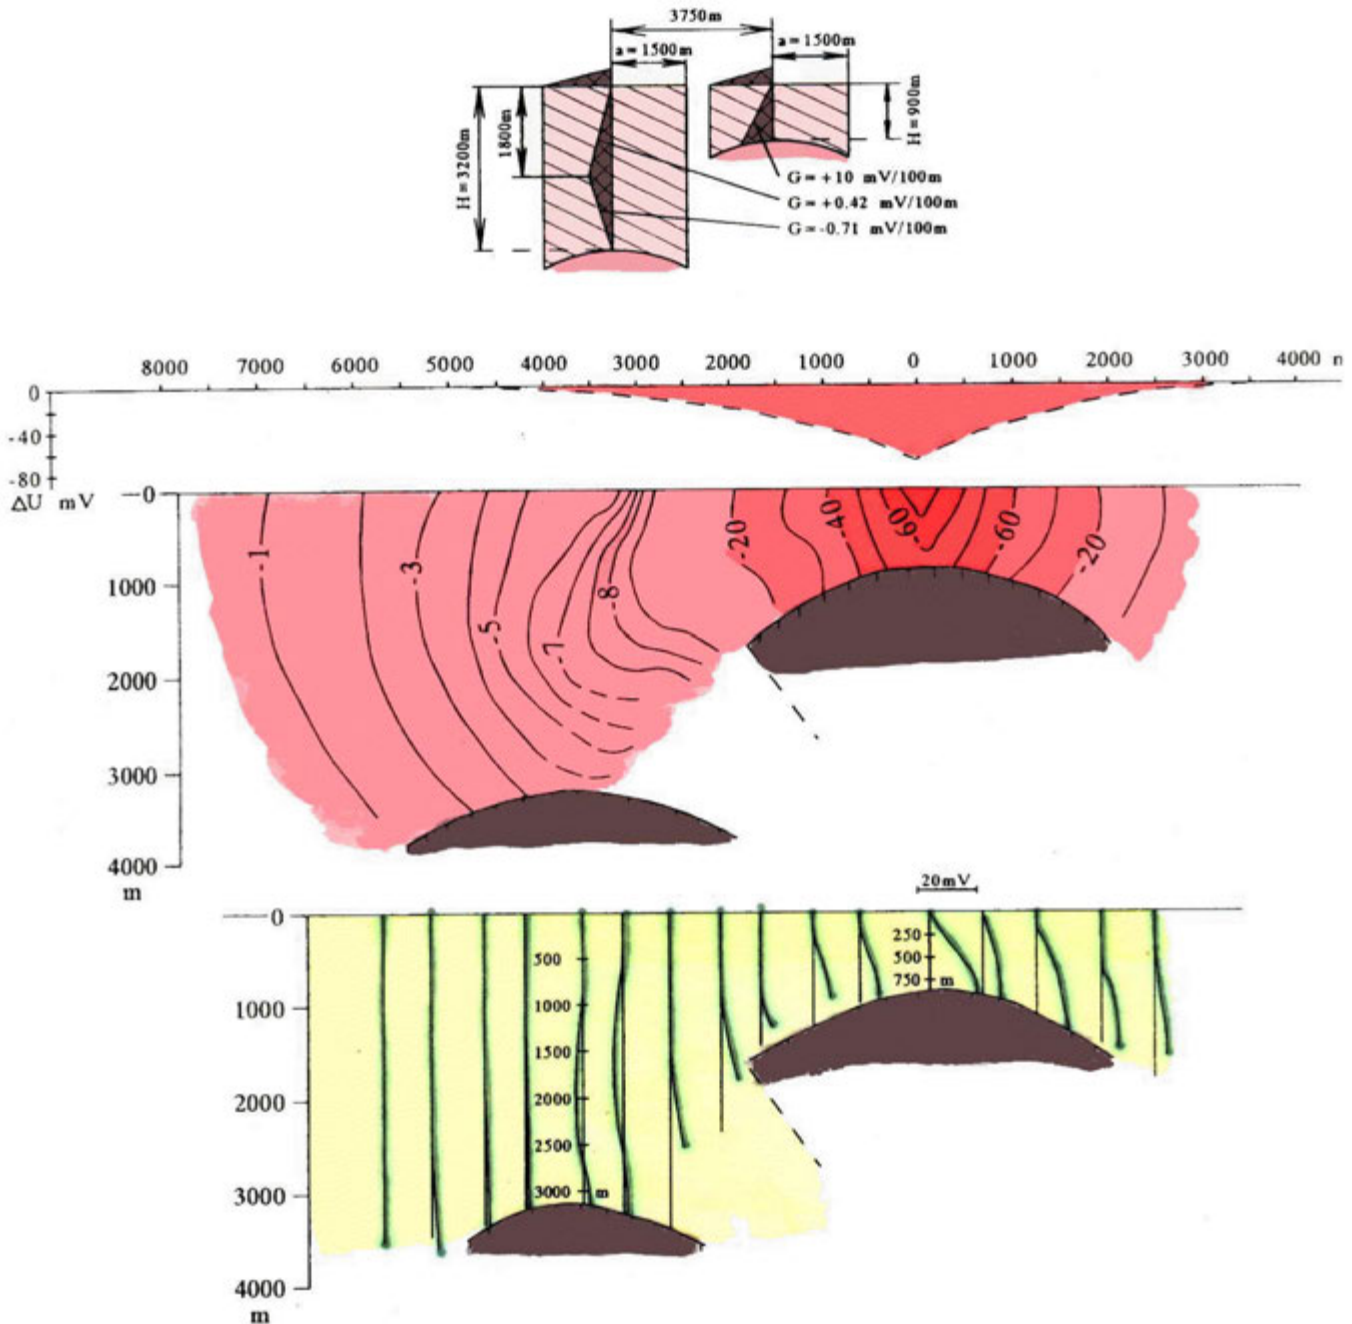 3750m
a = 1500m
a = 1500m
H = 3200m
1800m
H = 900m
G = +10 mV/100m
G = +0.42 mV/100m
G = -0.71 mV/100m
8000 7000 6000 5000 4000 3000 2000 1000 0 1000 2000 3000 4000 n
0
-40
-80
ΔU mV
0
1000
2000
3000
4000
m
-1
-3
-5
-7
-8
-20
-40
-60
-60
-20
20mV
0
1000
2000
3000
4000
m
500
1000
1500
2000
2500
3000 m
250
500
750 m